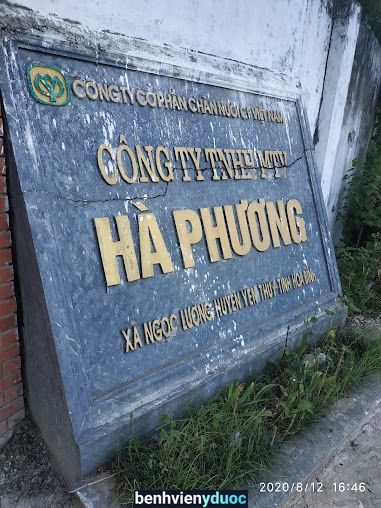 CÔNG TY CỔ PHẦN CHĂN NUÔI C.P. VIỆT NAM
CÔNG TY TNHH MTV
HÀ PHƯƠNG
XÃ NGỌC LƯƠNG HUYỆN YÊN THỦY TỈNH HÒA BÌNH
2020/8/12 16:46
benhvienyduoc